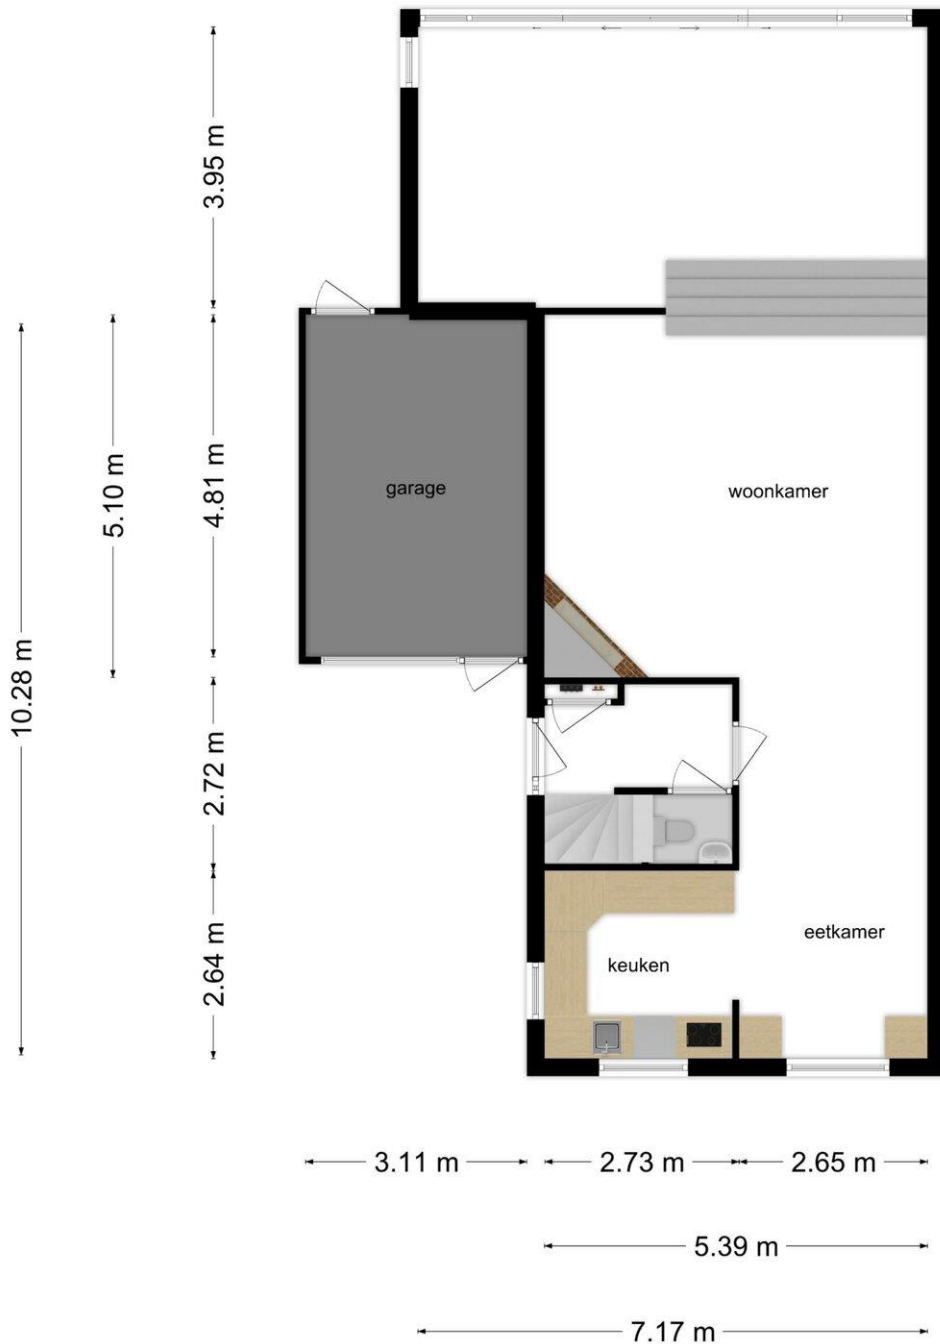 3.95 m
10.28 m
5.10 m
4.81 m
garage
woonkamer
2.72 m
2.64 m
eetkamer
keuken
3.11 m
2.73 m
2.65 m
5.39 m
7.17 m